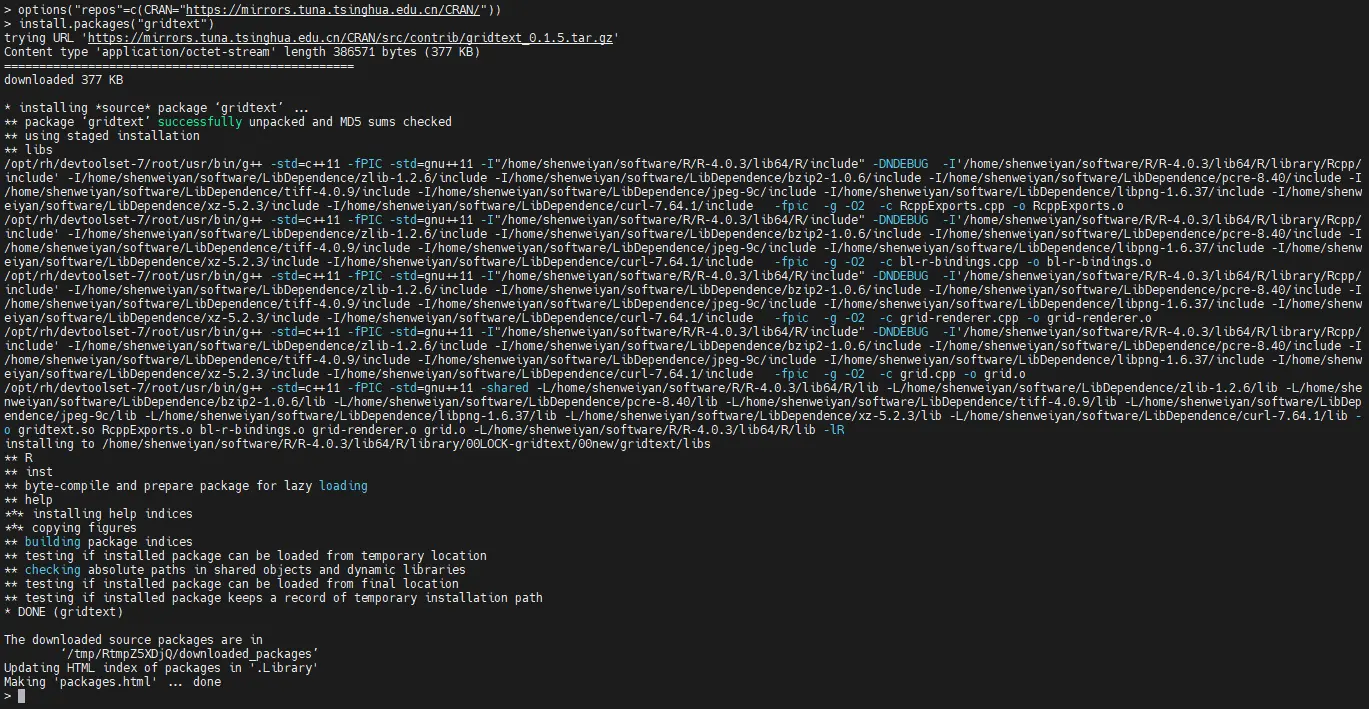 > options("repos"=c(CRAN="https://mirrors.tuna.tsinghua.edu.cn/CRAN/"))
> install.packages("gridtext")
trying URL 'https://mirrors.tuna.tsinghua.edu.cn/CRAN/src/contrib/gridtext_0.1.5.tar.gz'
Content type 'application/octet-stream' length 386571 bytes (377 KB)
==================================================
downloaded 377 KB

* installing *source* package ‘gridtext’ ...
** package ‘gridtext’ successfully unpacked and MD5 sums checked
** using staged installation
** libs
/opt/rh/devtoolset-7/root/usr/bin/g++ -std=c++11 -fPIC -std=gnu++11 -I"/home/shenweiyan/software/R/R-4.0.3/lib64/R/include" -DNDEBUG  -I'/home/shenweiyan/software/R/R-4.0.3/lib64/R/library/Rcpp/
include' -I/home/shenweiyan/software/LibDependence/zlib-1.2.6/include -I/home/shenweiyan/software/LibDependence/bzip2-1.0.6/include -I/home/shenweiyan/software/LibDependence/pcre-8.40/include -I
/home/shenweiyan/software/LibDependence/tiff-4.0.9/include -I/home/shenweiyan/software/LibDependence/jpeg-9c/include -I/home/shenweiyan/software/LibDependence/libpng-1.6.37/include -I/home/shenw
eiyan/software/LibDependence/xz-5.2.3/include -I/home/shenweiyan/software/LibDependence/curl-7.64.1/include   -fpic  -g -O2  -c RcppExports.cpp -o RcppExports.o
/opt/rh/devtoolset-7/root/usr/bin/g++ -std=c++11 -fPIC -std=gnu++11 -I"/home/shenweiyan/software/R/R-4.0.3/lib64/R/include" -DNDEBUG  -I'/home/shenweiyan/software/R/R-4.0.3/lib64/R/library/Rcpp/
include' -I/home/shenweiyan/software/LibDependence/zlib-1.2.6/include -I/home/shenweiyan/software/LibDependence/bzip2-1.0.6/include -I/home/shenweiyan/software/LibDependence/pcre-8.40/include -I
/home/shenweiyan/software/LibDependence/tiff-4.0.9/include -I/home/shenweiyan/software/LibDependence/jpeg-9c/include -I/home/shenweiyan/software/LibDependence/libpng-1.6.37/include -I/home/shenw
eiyan/software/LibDependence/xz-5.2.3/include -I/home/shenweiyan/software/LibDependence/curl-7.64.1/include   -fpic  -g -O2  -c bl-r-bindings.cpp -o bl-r-bindings.o
/opt/rh/devtoolset-7/root/usr/bin/g++ -std=c++11 -fPIC -std=gnu++11 -I"/home/shenweiyan/software/R/R-4.0.3/lib64/R/include" -DNDEBUG  -I'/home/shenweiyan/software/R/R-4.0.3/lib64/R/library/Rcpp/
include' -I/home/shenweiyan/software/LibDependence/zlib-1.2.6/include -I/home/shenweiyan/software/LibDependence/bzip2-1.0.6/include -I/home/shenweiyan/software/LibDependence/pcre-8.40/include -I
/home/shenweiyan/software/LibDependence/tiff-4.0.9/include -I/home/shenweiyan/software/LibDependence/jpeg-9c/include -I/home/shenweiyan/software/LibDependence/libpng-1.6.37/include -I/home/shenw
eiyan/software/LibDependence/xz-5.2.3/include -I/home/shenweiyan/software/LibDependence/curl-7.64.1/include   -fpic  -g -O2  -c grid-renderer.cpp -o grid-renderer.o
/opt/rh/devtoolset-7/root/usr/bin/g++ -std=c++11 -fPIC -std=gnu++11 -I"/home/shenweiyan/software/R/R-4.0.3/lib64/R/include" -DNDEBUG  -I'/home/shenweiyan/software/R/R-4.0.3/lib64/R/library/Rcpp/
include' -I/home/shenweiyan/software/LibDependence/zlib-1.2.6/include -I/home/shenweiyan/software/LibDependence/bzip2-1.0.6/include -I/home/shenweiyan/software/LibDependence/pcre-8.40/include -I
/home/shenweiyan/software/LibDependence/tiff-4.0.9/include -I/home/shenweiyan/software/LibDependence/jpeg-9c/include -I/home/shenweiyan/software/LibDependence/libpng-1.6.37/include -I/home/shenw
eiyan/software/LibDependence/xz-5.2.3/include -I/home/shenweiyan/software/LibDependence/curl-7.64.1/include   -fpic  -g -O2  -c grid.cpp -o grid.o
/opt/rh/devtoolset-7/root/usr/bin/g++ -std=c++11 -fPIC -std=gnu++11 -shared -L/home/shenweiyan/software/R/R-4.0.3/lib64/R/lib -L/home/shenweiyan/software/LibDependence/zlib-1.2.6/lib -L/home/she
nweiyan/software/LibDependence/bzip2-1.0.6/lib -L/home/shenweiyan/software/LibDependence/pcre-8.40/lib -L/home/shenweiyan/software/LibDependence/tiff-4.0.9/lib -L/home/shenweiyan/software/LibDep
endence/jpeg-9c/lib -L/home/shenweiyan/software/LibDependence/libpng-1.6.37/lib -L/home/shenweiyan/software/LibDependence/xz-5.2.3/lib -L/home/shenweiyan/software/LibDependence/curl-7.64.1/lib -
o gridtext.so RcppExports.o bl-r-bindings.o grid-renderer.o grid.o -L/home/shenweiyan/software/R/R-4.0.3/lib64/R/lib -lR
installing to /home/shenweiyan/software/R/R-4.0.3/lib64/R/library/00LOCK-gridtext/00new/gridtext/libs
** R
** inst
** byte-compile and prepare package for lazy loading
** help
*** installing help indices
*** copying figures
** building package indices
** testing if installed package can be loaded from temporary location
** checking absolute paths in shared objects and dynamic libraries
** testing if installed package can be loaded from final location
** testing if installed package keeps a record of temporary installation path
* DONE (gridtext)

The downloaded source packages are in
        ‘/tmp/RtmpZ5XDjQ/downloaded_packages’
Updating HTML index of packages in '.Library'
Making 'packages.html' ... done
>